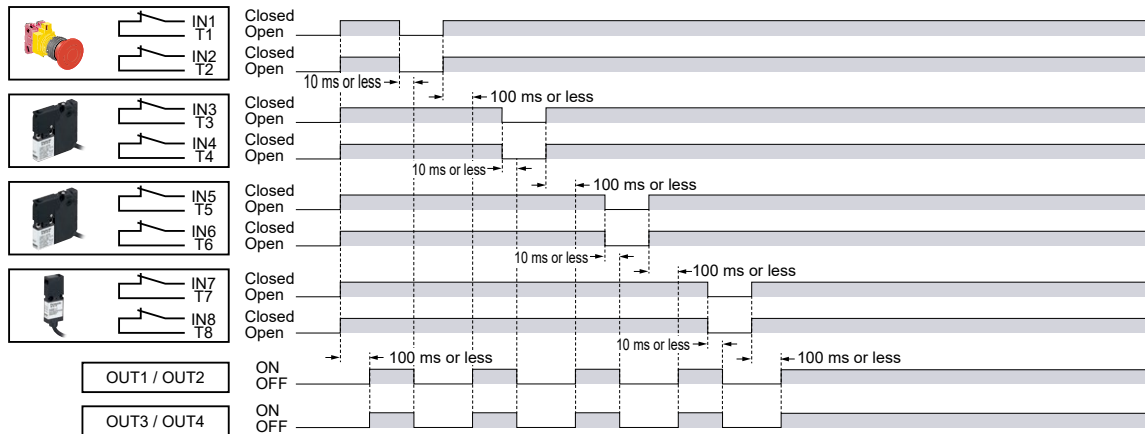 IN1 Closed
T1 Open
IN2 Closed
T2 Open
10 ms or less
100 ms or less
IN3 Closed
T3 Open
IN4 Closed
T4 Open
10 ms or less
100 ms or less
IN5 Closed
T5 Open
IN6 Closed
T6 Open
10 ms or less
100 ms or less
IN7 Closed
T7 Open
IN8 Closed
T8 Open
10 ms or less
100 ms or less
100 ms or less
OUT1 / OUT2 ON
OFF
OUT3 / OUT4 ON
OFF